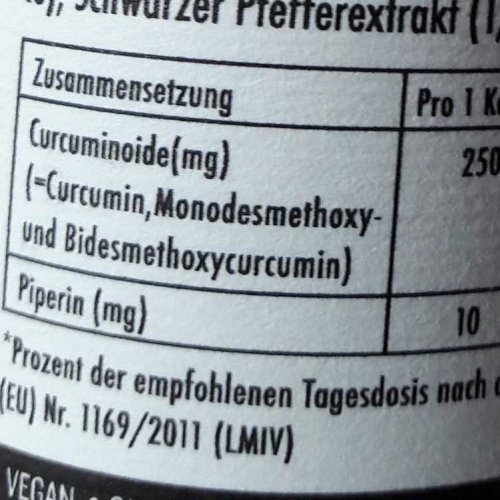 Schwarzer Pfefferextrakt (1,
Zusammensetzung Pro 1 K
Curcuminoide(mg) 250
(=Curcumin, Monodesmethoxy-
und Bidesmethoxycurcumin)
Piperin (mg) 10
*Prozent der empfohlenen Tagesdosis nach
(EU) Nr. 1169/2011 (LMIV)
VEGAN